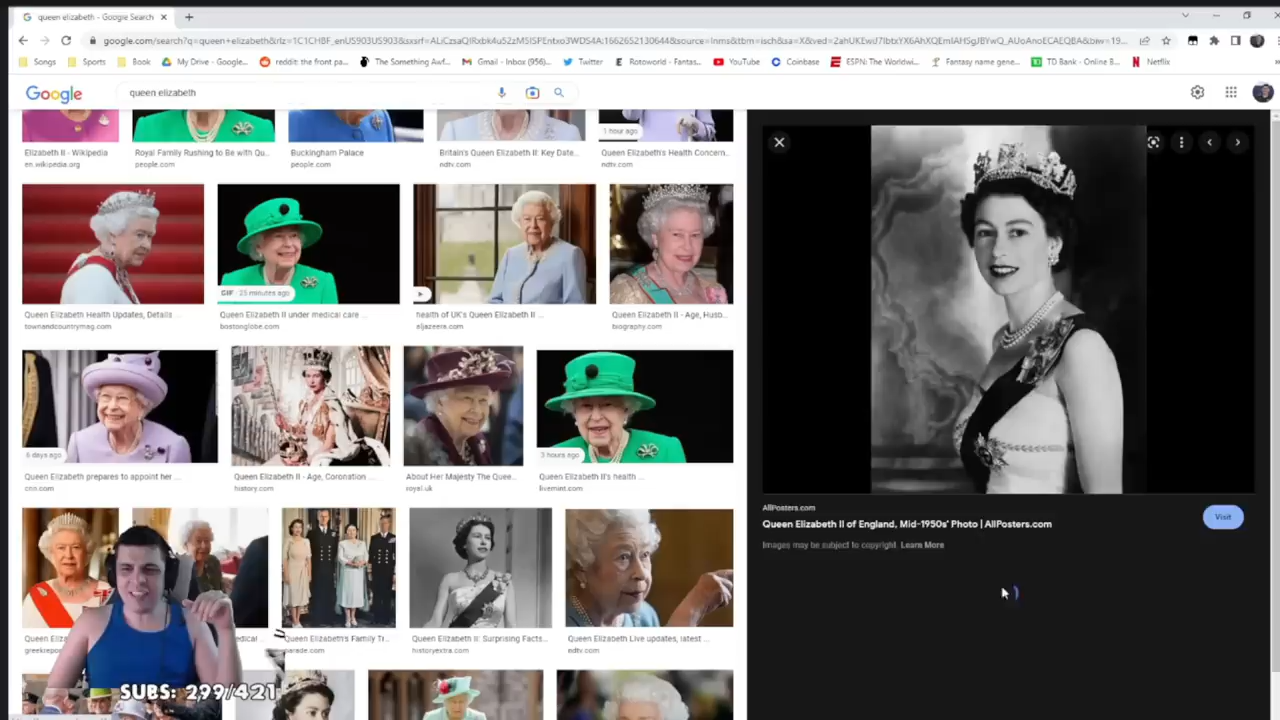 queen elizabeth - Google Search
Songs
Sports
Book
My Drive - Google...
reddit: the front pa...
The Something Awf...
Gmail - Inbox (956)...
Twitter
Rotoworld - Fantas...
YouTube
Coinbase
ESPN: The Worldwi...
Fantasy name gene...
TD Bank - Online B...
Netflix
Google
queen elizabeth
1 hour ago
Elizabeth II - Wikipedia
Royal Family Rushing to Be with Qu...
Buckingham Palace
Britain's Queen Elizabeth II: Key Date...
Queen Elizabeth's Health Concern...
en.wikipedia.org
people.com
people.com
ndtv.com
ndtv.com
GIF · 25 minutes ago
Queen Elizabeth Health Updates, Details ...
Queen Elizabeth II under medical care ...
health of UK's Queen Elizabeth II ...
Queen Elizabeth II - Age, Husb...
townandcountrymag.com
bostonglobe.com
aljazeera.com
biography.com
6 days ago
3 hours ago
Queen Elizabeth prepares to appoint her ...
Queen Elizabeth II - Age, Coronation ...
About Her Majesty The Quee...
Queen Elizabeth II's health ...
cnn.com
history.com
royal.uk
livemint.com
AllPosters.com
Queen Elizabeth II of England, Mid-1950s' Photo | AllPosters.com
Visit
Images may be subject to copyright. Learn More
Queen Eliza
edical ...
Queen Elizabeth's Family Tr...
Queen Elizabeth II: Surprising Facts...
Queen Elizabeth Live updates, latest ...
greekrepor
parade.com
historyextra.com
ndtv.com
SUBS: 299/421